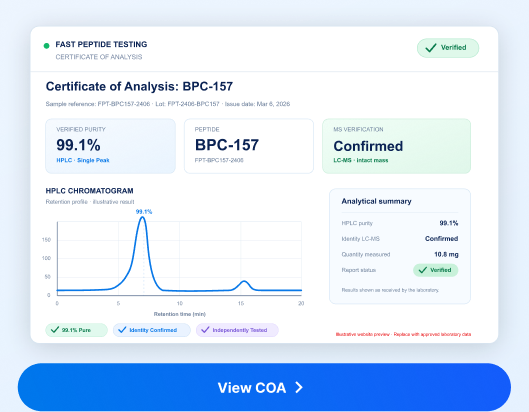 FAST PEPTIDE TESTING
CERTIFICATE OF ANALYSIS
Verified
Certificate of Analysis: BPC-157
Sample reference: FPT-BPC157-2406 · Lot: FPT-2406-BPC157 · Issue date: Mar 6, 2026
VERIFIED PURITY
99.1%
HPLC · Single Peak
PEPTIDE
BPC-157
FPT-BPC157-2406
MS VERIFICATION
Confirmed
LC-MS · intact mass
HPLC CHROMATOGRAM
Retention profile · illustrative result
99.1%
150
100
50
0
0 5 10 15 20
Retention time (min)
99.1% Pure
Identity Confirmed
Independently Tested
Analytical summary
HPLC purity 99.1%
Identity LC-MS Confirmed
Quantity measured 10.8 mg
Report status Verified
Results shown as received by the laboratory.
Illustrative website preview · Replace with approved laboratory data
View COA